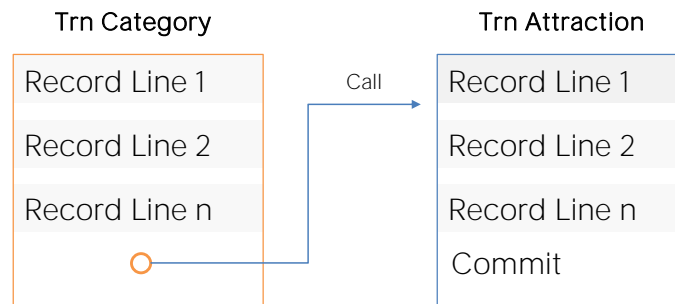 Trn Category
Trn Attraction
Record Line 1
Record Line 2
Record Line n
Call
Record Line 1
Record Line 2
Record Line n
Commit